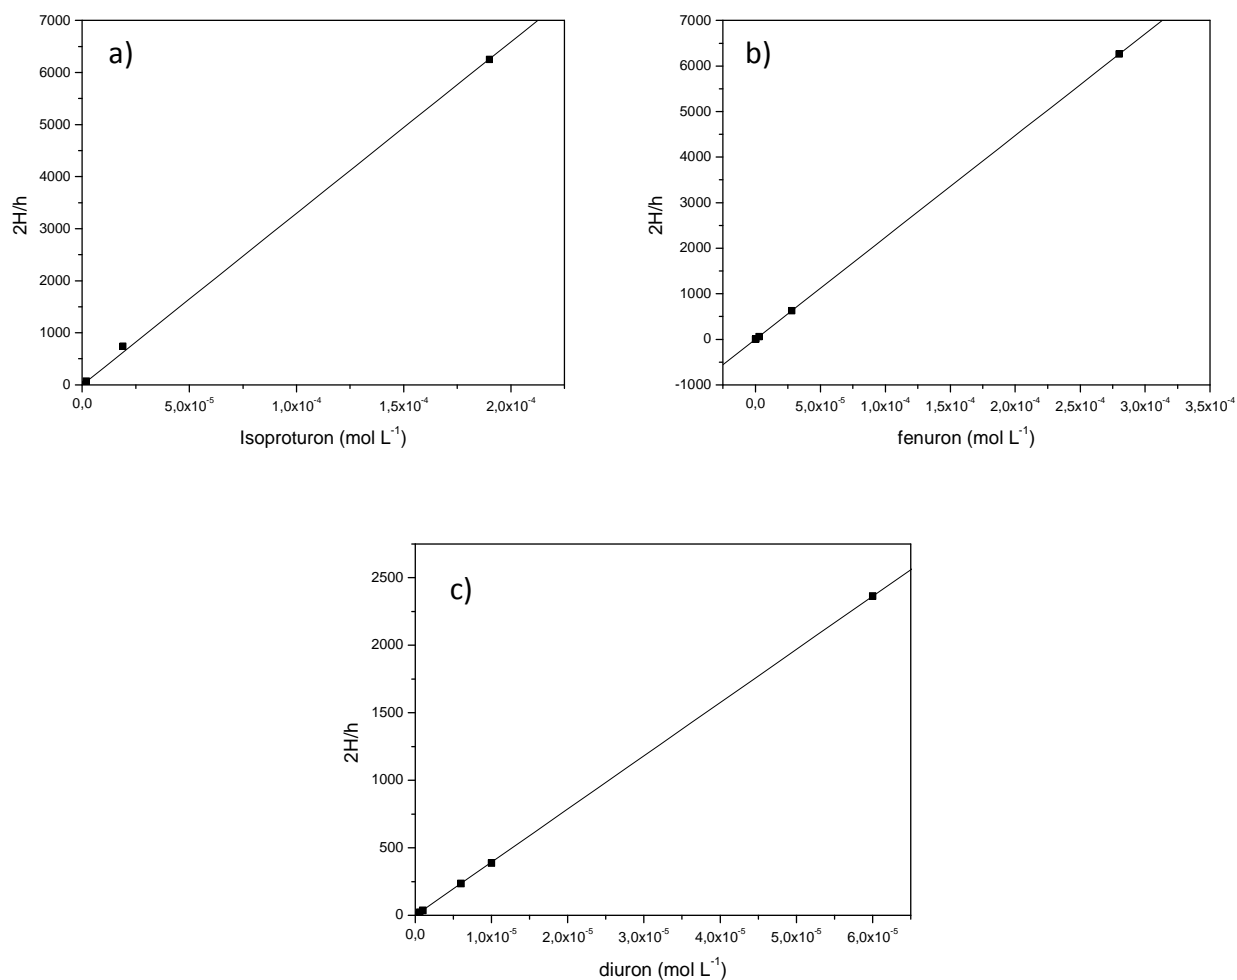 a)
7000
6000
5000
4000
3000
2000
1000
0
2H/h
0,0
5,0x10⁻⁵
1,0x10⁻⁴
1,5x10⁻⁴
2,0x10⁻⁴
Isoproturon (mol L⁻¹)
b)
7000
6000
5000
4000
3000
2000
1000
0
-1000
2H/h
0,0
5,0x10⁻⁵
1,0x10⁻⁴
1,5x10⁻⁴
2,0x10⁻⁴
2,5x10⁻⁴
3,0x10⁻⁴
3,5x10⁻⁴
fenuron (mol L⁻¹)
c)
2500
2000
1500
1000
500
0
2H/h
0,0
1,0x10⁻⁵
2,0x10⁻⁵
3,0x10⁻⁵
4,0x10⁻⁵
5,0x10⁻⁵
6,0x10⁻⁵
diuron (mol L⁻¹)